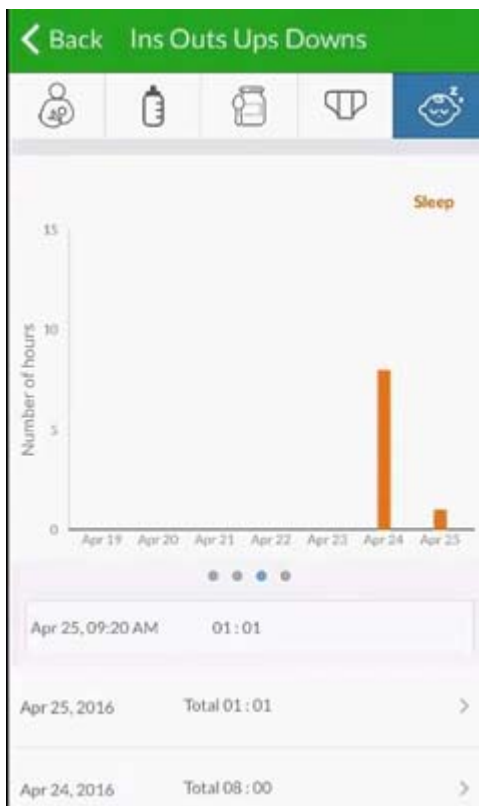 Back Ins Outs Ups Downs
Sleep
15
10
5
0
Number of hours
Apr 19 Apr 20 Apr 21 Apr 22 Apr 23 Apr 24 Apr 25
Apr 25, 09:20 AM 01:01
Apr 25, 2016 Total 01:01
Apr 24, 2016 Total 08:00